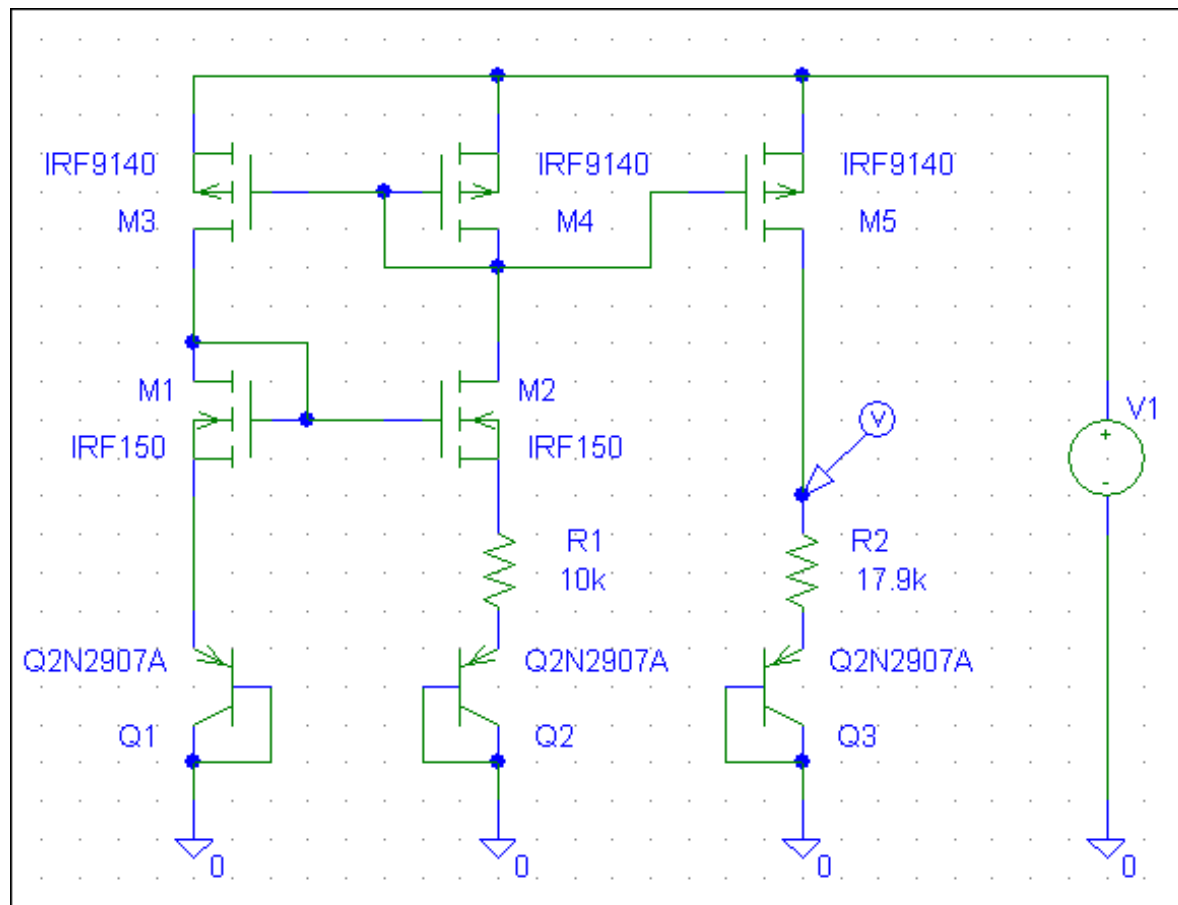 IRF9140
IRF9140
IRF9140
M3
M4
M5
M1
M2
V
V1
+
-
IRF150
IRF150
R1
10k
R2
17.9k
Q2N2907A
Q2N2907A
Q2N2907A
Q1
Q2
Q3
0
0
0
0